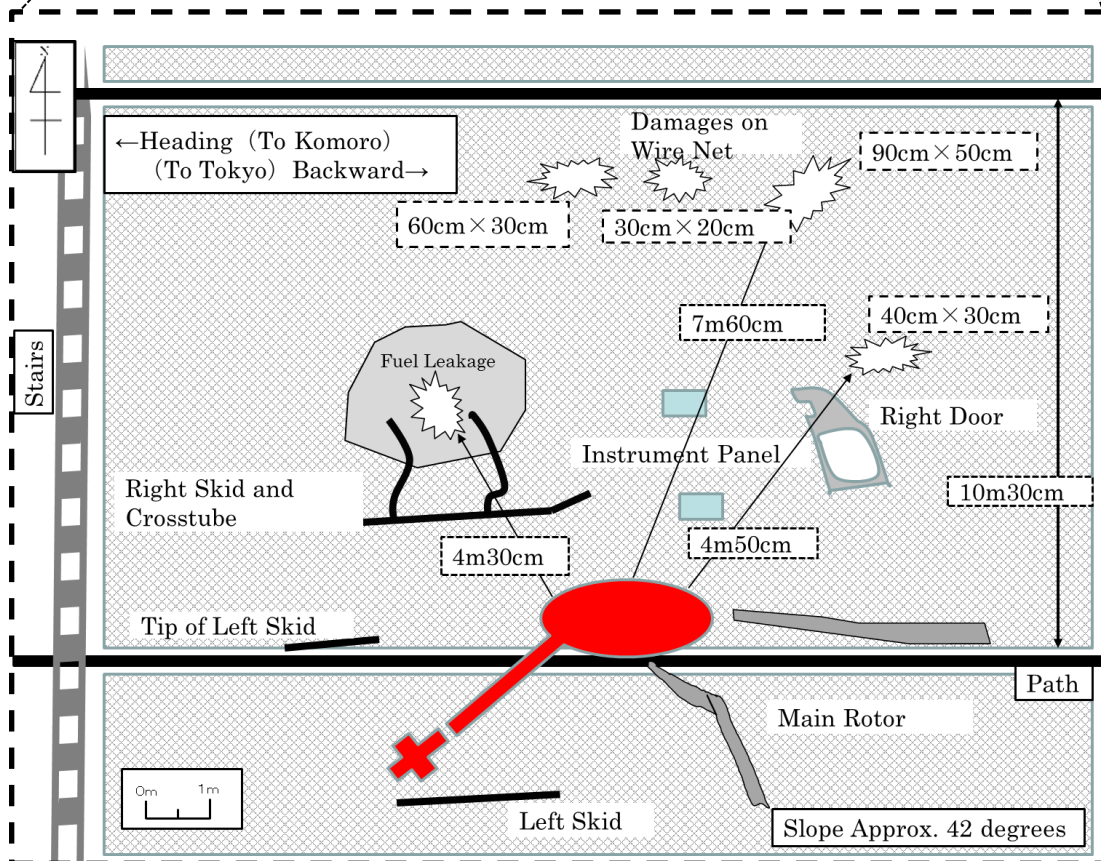 N
←Heading（To Komoro）
（To Tokyo）Backward→
Damages on
Wire Net
90cm×50cm
60cm×30cm
30cm×20cm
7m60cm
40cm×30cm
Stairs
Fuel Leakage
Right Door
Instrument Panel
Right Skid and
Crosstube
10m30cm
4m30cm
4m50cm
Tip of Left Skid
Path
Main Rotor
0m 1m
Left Skid
Slope Approx. 42 degrees